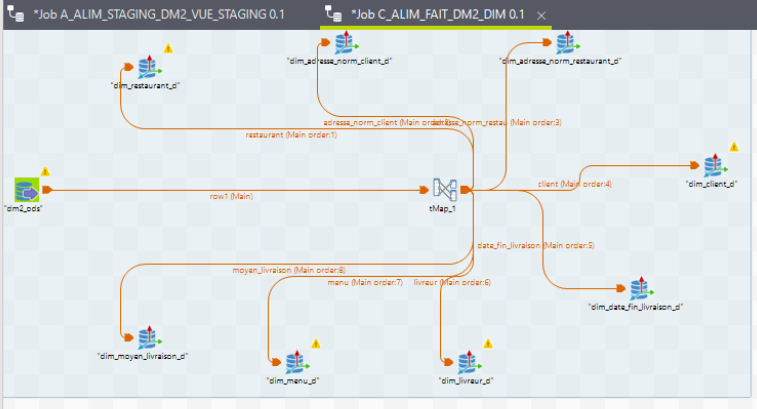 *Job A_ALIM_STAGING_DM2_VUE_STAGING 0.1
*Job C_ALIM_FAIT_DM2_DIM 0.1
"dim_adresse_norm_client_d"
"dim_adresse_norm_restaurant_d"
"dim_restaurant_d"
adresse_norm_client (Main order:2)
adresse_norm_restau (Main order:3)
restaurant (Main order:1)
"dim_client_d"
client (Main order:4)
row1 (Main)
tMap_1
"dm2_ods"
date_fin_livraison (Main order:5)
moyen_livraison (Main order:8)
menu (Main order:7)
livreur (Main order:6)
"dim_date_fin_livraison_d"
"dim_moyen_livraison_d"
"dim_menu_d"
"dim_livreur_d"